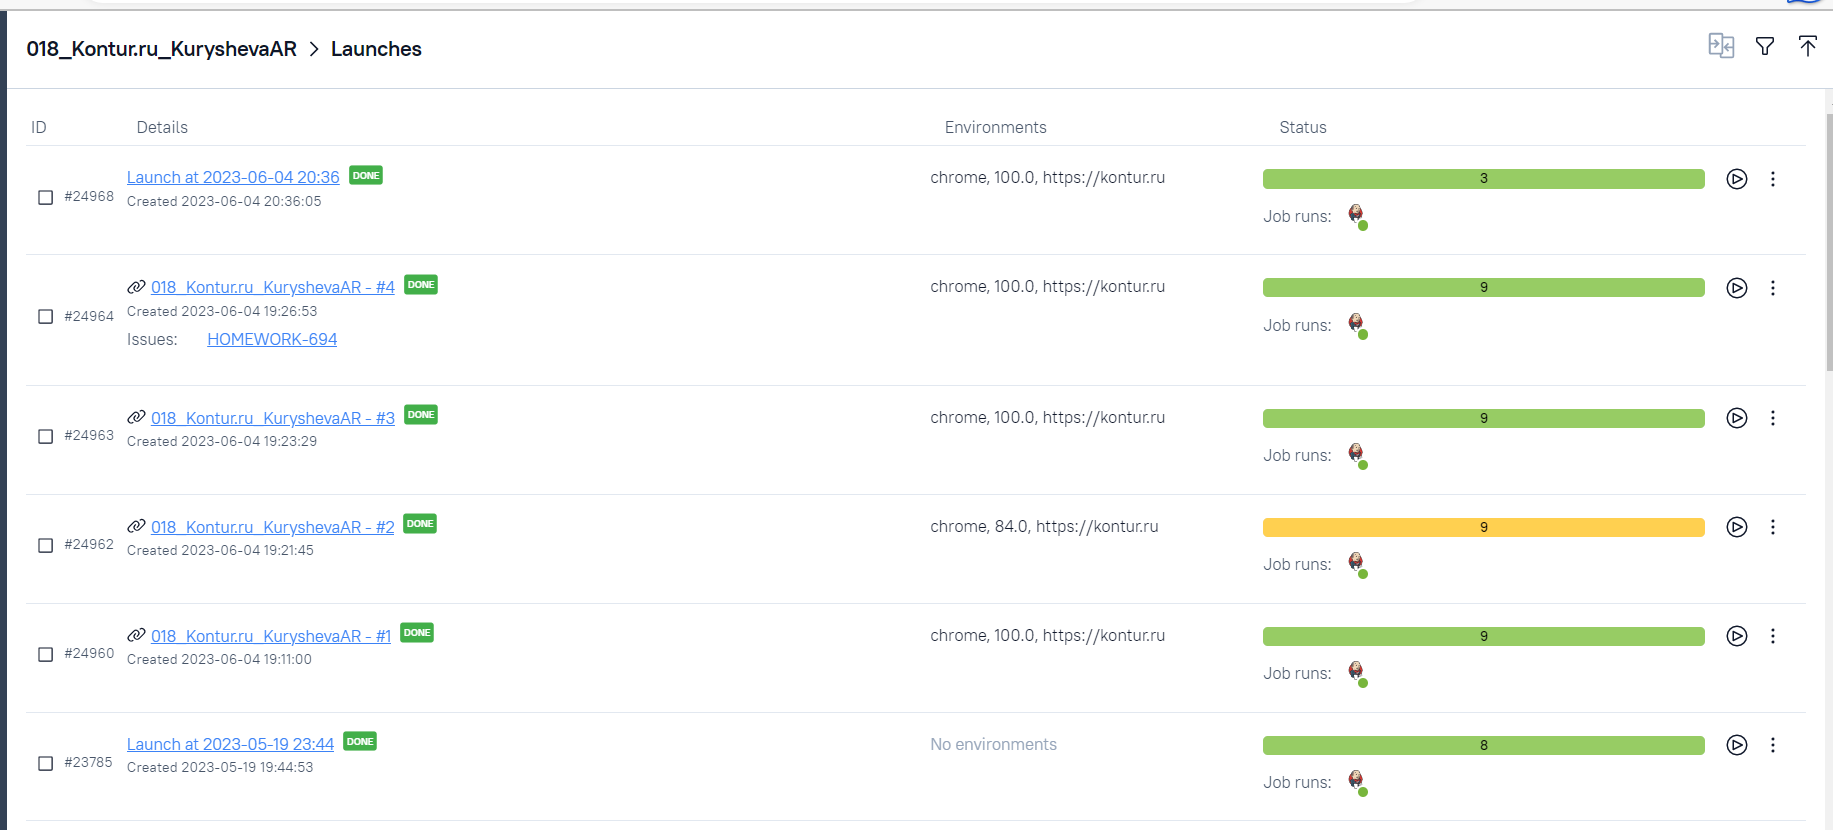 018_Kontur.ru_KuryshevaAR > Launches
ID Details Environments Status
Launch at 2023-06-04 20:36 DONE chrome, 100.0, https://kontur.ru 3
#24968 Created 2023-06-04 20:36:05
Job runs:
018_Kontur.ru_KuryshevaAR - #4 DONE chrome, 100.0, https://kontur.ru 9
#24964 Created 2023-06-04 19:26:53
Job runs:
Issues: HOMEWORK-694
018_Kontur.ru_KuryshevaAR - #3 DONE chrome, 100.0, https://kontur.ru 9
#24963 Created 2023-06-04 19:23:29
Job runs:
018_Kontur.ru_KuryshevaAR - #2 DONE chrome, 84.0, https://kontur.ru 9
#24962 Created 2023-06-04 19:21:45
Job runs:
018_Kontur.ru_KuryshevaAR - #1 DONE chrome, 100.0, https://kontur.ru 9
#24960 Created 2023-06-04 19:11:00
Job runs:
Launch at 2023-05-19 23:44 DONE No environments 8
#23785 Created 2023-05-19 19:44:53
Job runs: